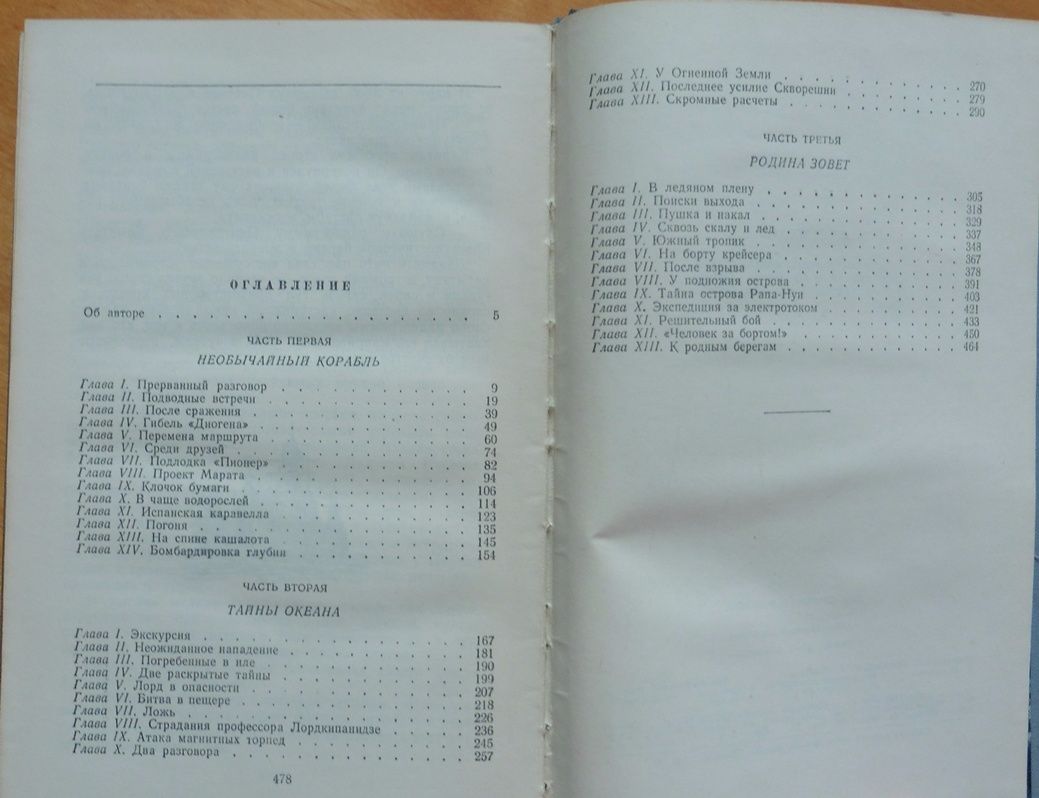 ОГЛАВЛЕНИЕ
Об авторе . . . . . . . . . . . . . . . . 5
ЧАСТЬ ПЕРВАЯ
НЕОБЫЧАЙНЫЙ КОРАБЛЬ
Глава I. Прерванный разговор . . . . . . . . . 9
Глава II. Подводные встречи . . . . . . . . . 19
Глава III. После сражения . . . . . . . . . . 39
Глава IV. Гибель «Диогена» . . . . . . . . . . 49
Глава V. Перемена маршрута . . . . . . . . . 60
Глава VI. Среди друзей . . . . . . . . . . . 74
Глава VII. Подлодка «Пионер» . . . . . . . . . 82
Глава VIII. Проект Марата . . . . . . . . . . 94
Глава IX. Клочок бумаги . . . . . . . . . . 106
Глава X. В чаще водорослей . . . . . . . . . 114
Глава XI. Испанская каравелла . . . . . . . . 123
Глава XII. Погоня . . . . . . . . . . . . 135
Глава XIII. На спине кашалота . . . . . . . . 145
Глава XIV. Бомбардировка глубин . . . . . . . 154
ЧАСТЬ ВТОРАЯ
ТАЙНЫ ОКЕАНА
Глава I. Экскурсия . . . . . . . . . . . . 167
Глава II. Неожиданное нападение . . . . . . . . 181
Глава III. Погребенные в иле . . . . . . . . . 190
Глава IV. Две раскрытые тайны . . . . . . . . 199
Глава V. Лорд в опасности . . . . . . . . . . 207
Глава VI. Битва в пещере . . . . . . . . . . 218
Глава VII. Ложь . . . . . . . . . . . . . 226
Глава VIII. Страдания профессора Лордкипанидзе . . . . 236
Глава IX. Атака магнитных торпед . . . . . . . . 245
Глава X. Два разговора . . . . . . . . . . . 257
478
Глава XI. У Огненной Земли . . . . . . . . . 270
Глава XII. Последнее усилие Скворешни . . . . . . 279
Глава XIII. Скромные расчеты . . . . . . . . . 290
ЧАСТЬ ТРЕТЬЯ
РОДИНА ЗОВЕТ
Глава I. В ледяном плену . . . . . . . . . . 305
Глава II. Поиски выхода . . . . . . . . . . 318
Глава III. Пушка и накал . . . . . . . . . . 329
Глава IV. Сквозь скалу и лед . . . . . . . . . 337
Глава V. Южный тропик . . . . . . . . . . 348
Глава VI. На борту крейсера . . . . . . . . . 367
Глава VII. После взрыва . . . . . . . . . . 378
Глава VIII. У подножия острова . . . . . . . . 391
Глава IX. Тайна острова Рапа-Нуи . . . . . . . . 403
Глава X. Экспедиция за электротоком . . . . . . . 421
Глава XI. Решительный бой . . . . . . . . . . 433
Глава XII. «Человек за бортом!» . . . . . . . . 450
Глава XIII. К родным берегам . . . . . . . . . 464